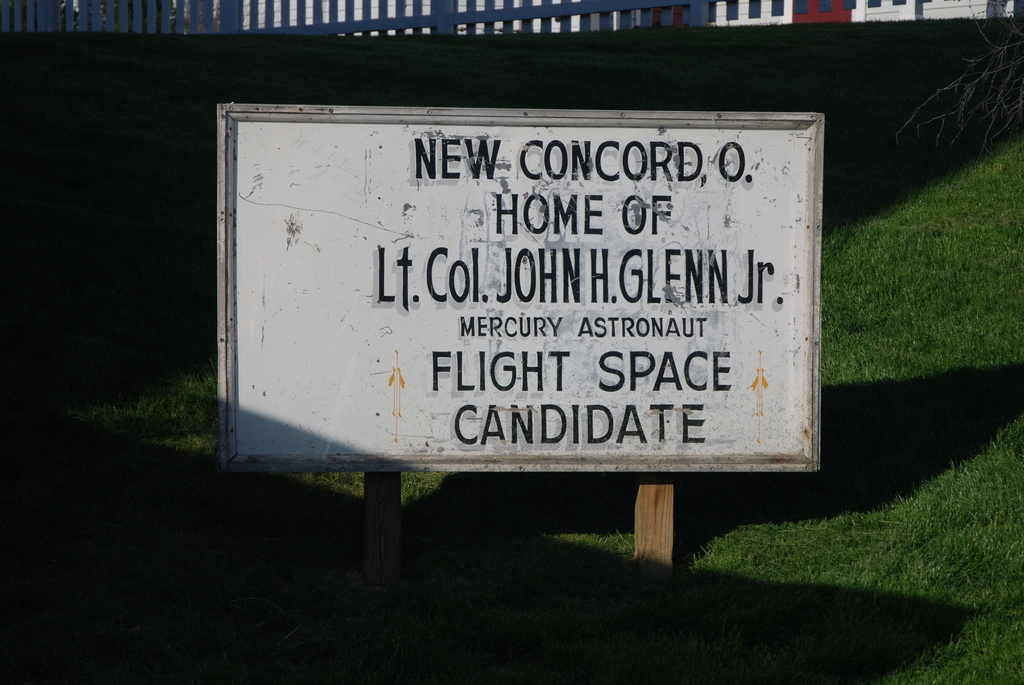 NEW CONCORD, O.
HOME OF
Lt. Col. JOHN H. GLENN Jr.
MERCURY ASTRONAUT
FLIGHT SPACE
CANDIDATE